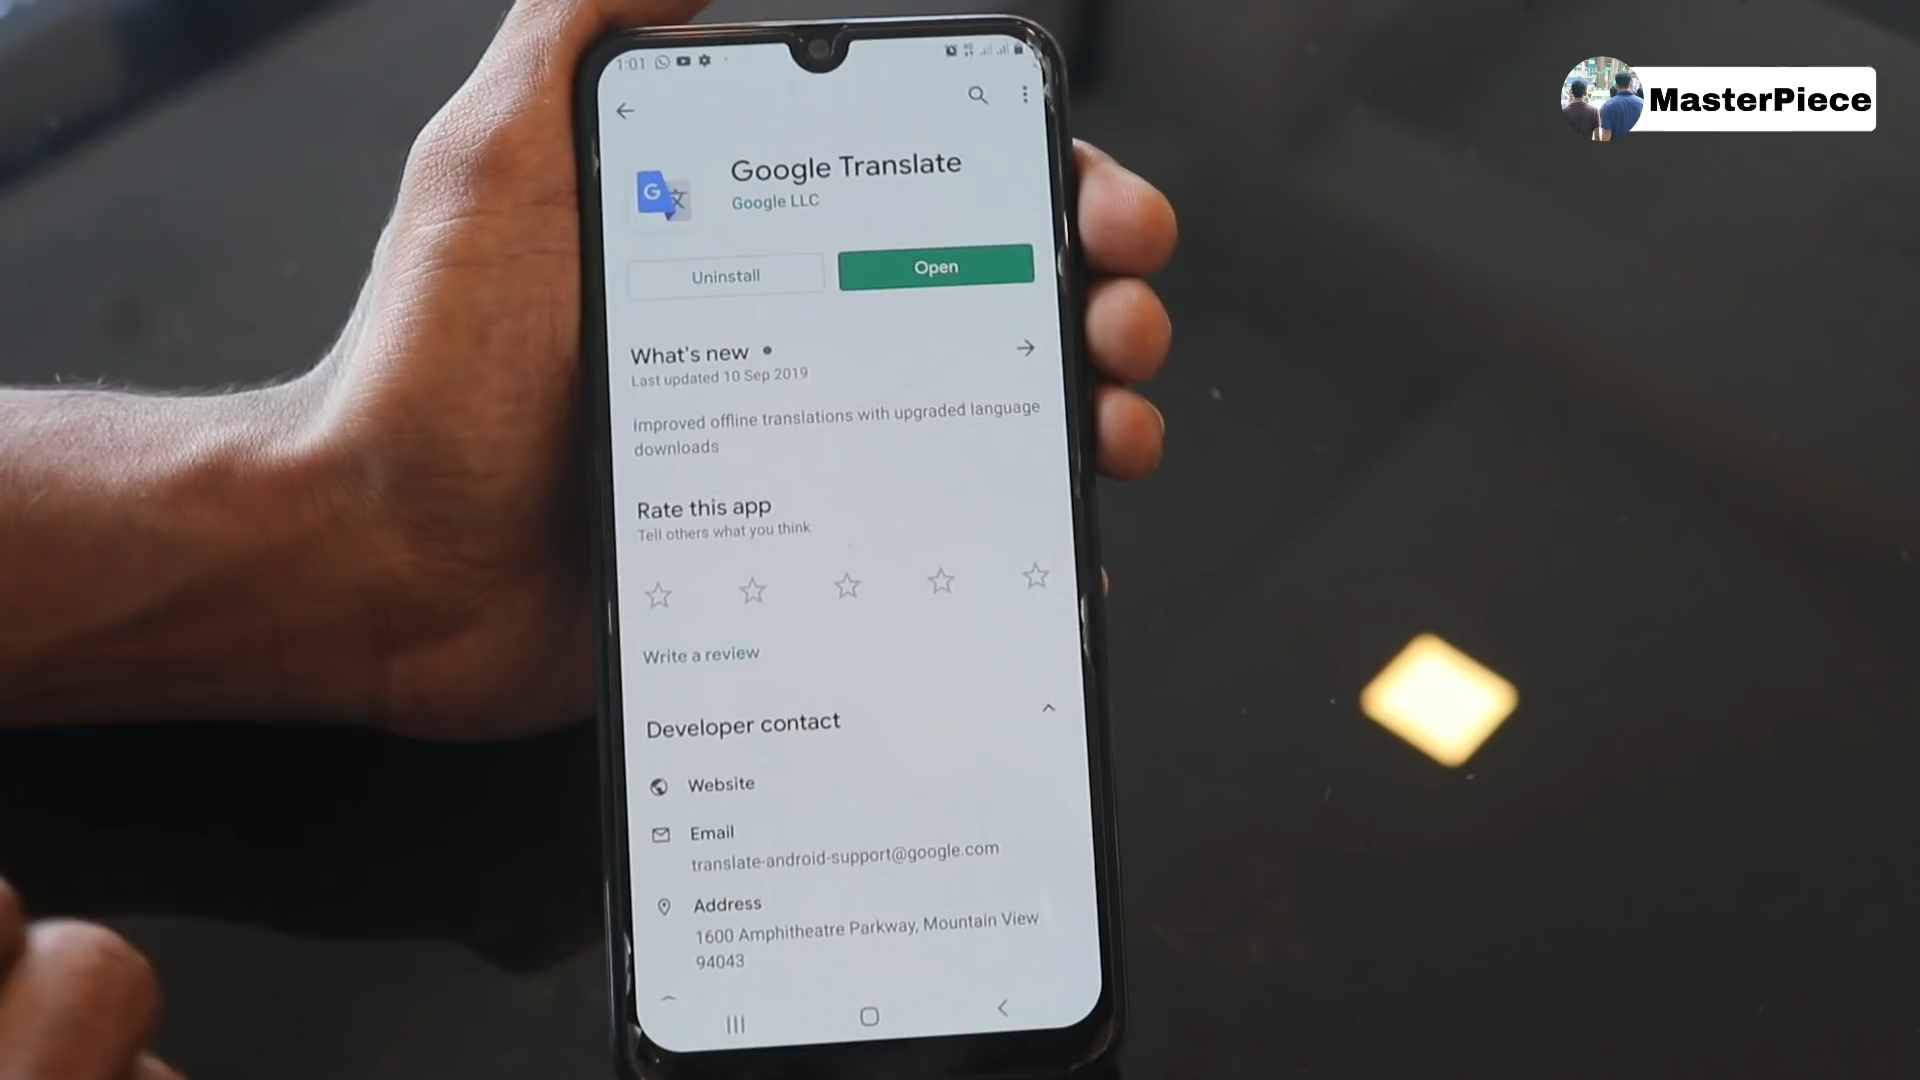 1:01
MasterPiece
Google Translate
Google LLC
Uninstall
Open
What's new
Last updated 10 Sep 2019
Improved offline translations with upgraded language
downloads
Rate this app
Tell others what you think
Write a review
Developer contact
Website
Email
translate-android-support@google.com
Address
1600 Amphitheatre Parkway, Mountain View
94043